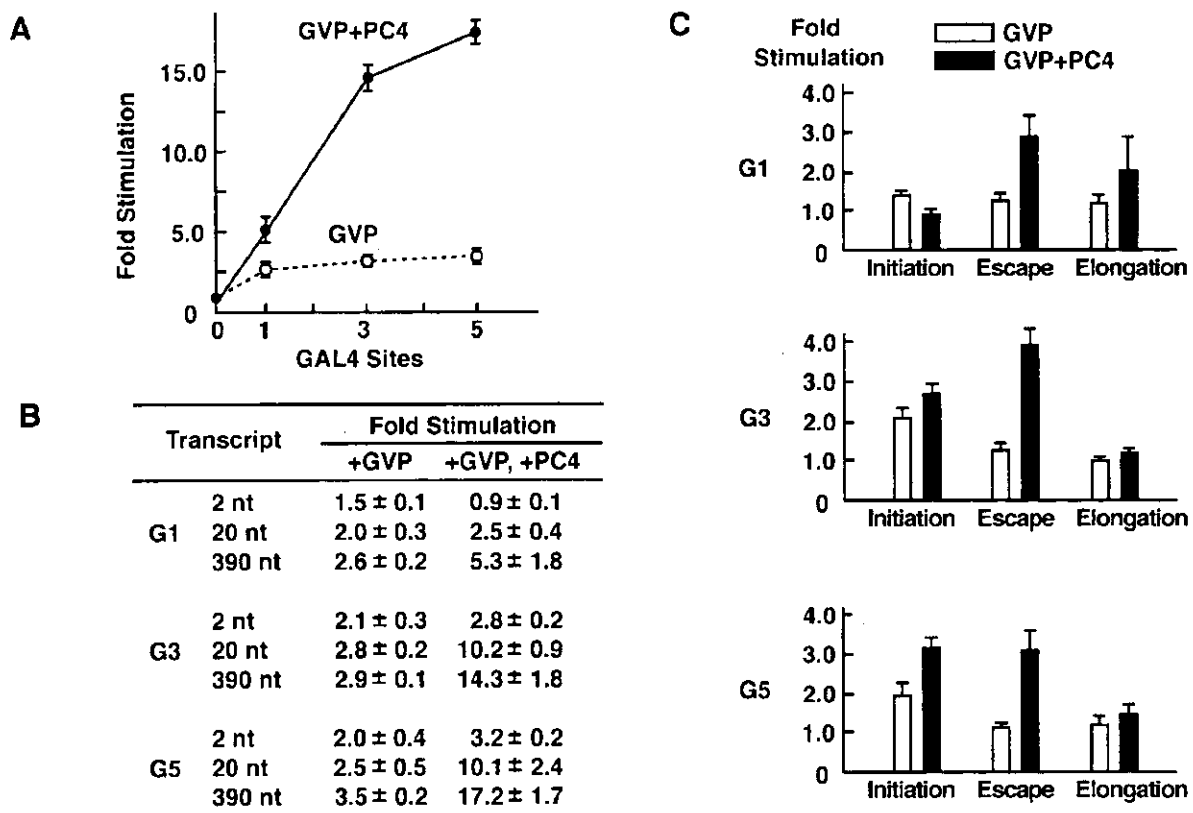 A
Fold Stimulation
15.0
10.0
5.0
0
GVP+PC4
GVP
0 1 3 5
GAL4 Sites
B
Transcript Fold Stimulation
+GVP +GVP, +PC4
G1
2 nt 1.5 ± 0.1 0.9 ± 0.1
20 nt 2.0 ± 0.3 2.5 ± 0.4
390 nt 2.6 ± 0.2 5.3 ± 1.8
G3
2 nt 2.1 ± 0.3 2.8 ± 0.2
20 nt 2.8 ± 0.2 10.2 ± 0.9
390 nt 2.9 ± 0.1 14.3 ± 1.8
G5
2 nt 2.0 ± 0.4 3.2 ± 0.2
20 nt 2.5 ± 0.5 10.1 ± 2.4
390 nt 3.5 ± 0.2 17.2 ± 1.7
C
Fold
Stimulation
GVP
GVP+PC4
G1
4.0
3.0
2.0
1.0
0
Initiation Escape Elongation
G3
4.0
3.0
2.0
1.0
0
Initiation Escape Elongation
G5
4.0
3.0
2.0
1.0
0
Initiation Escape Elongation